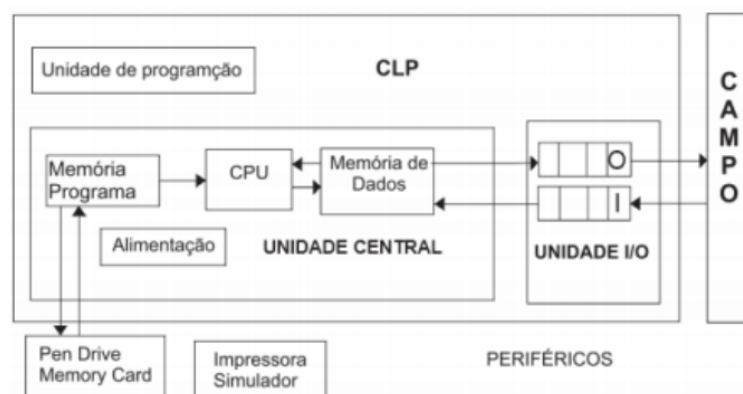 Unidade de programção
CLP
CAMPO
Memória
Programa
CPU
Memória de
Dados
O
I
Alimentação
UNIDADE CENTRAL
UNIDADE I/O
Pen Drive
Memory Card
Impressora
Simulador
PERIFÉRICOS